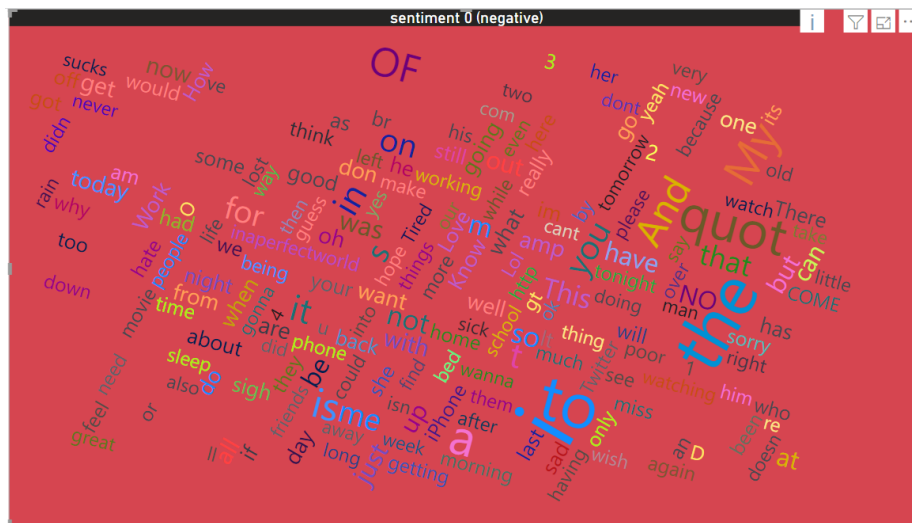 sentiment 0 (negative)
OF
3
sucks
now
ve
How
off
get
would
got
never
didn
her
very
dont
yeah
new
because
one
its
My
old
two
com
his
going
even
here
as
br
think
on
still
out
really
go
2
tomorrow
some
lost
way
good
left
he
don
make
working
while
rain
why
today
am
Work
had
O
life
for
then
guess
in
was
yes
Tired
our
Love
m
what
im
cant
by
please
And
say
quot
watch
There
take
too
hate
people
we
inaperfectworld
oh
s
hope
things
more
Know
Lol
amp
you
have
tonight
that
over
but
can
little
COME
down
movie
time
from
night
being
when
gonna
4
it
your
want
into
not
well
http
gt
This
or
doing
NO
man
the
has
sorry
right
1
about
are
did
u
back
phone
with
home
sick
school
so
it
thing
will
poor
much
Twitter
see
watching
him
who
sleep
do
also
sigh
they
be
could
she
find
bed
wanna
t
need
feel
great
or
friends
isme
isn
up
iPhone
them
a
after
.
to
I
last
sad
only
miss
wish
been
re
an
D
doesn
at
again
having
ll
all
if
day
away
long
just
week
getting
morning